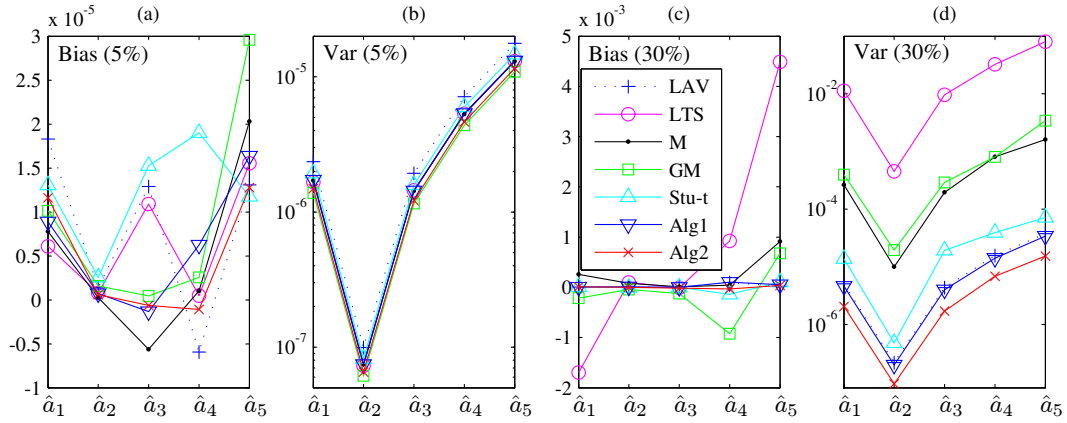 (a)
x 10⁻⁵
Bias (5%)
3
2.5
2
1.5
1
0.5
0
-0.5
-1
â₁ â₂ â₃ â₄ â₅
(b)
Var (5%)
10⁻⁵
10⁻⁶
10⁻⁷
â₁ â₂ â₃ â₄ â₅
(c)
x 10⁻³
Bias (30%)
5
4
3
2
1
0
-1
-2
LAV
LTS
M
GM
Stu-t
Alg1
Alg2
â₁ â₂ â₃ â₄ â₅
(d)
Var (30%)
10⁻²
10⁻⁴
10⁻⁶
â₁ â₂ â₃ â₄ â₅